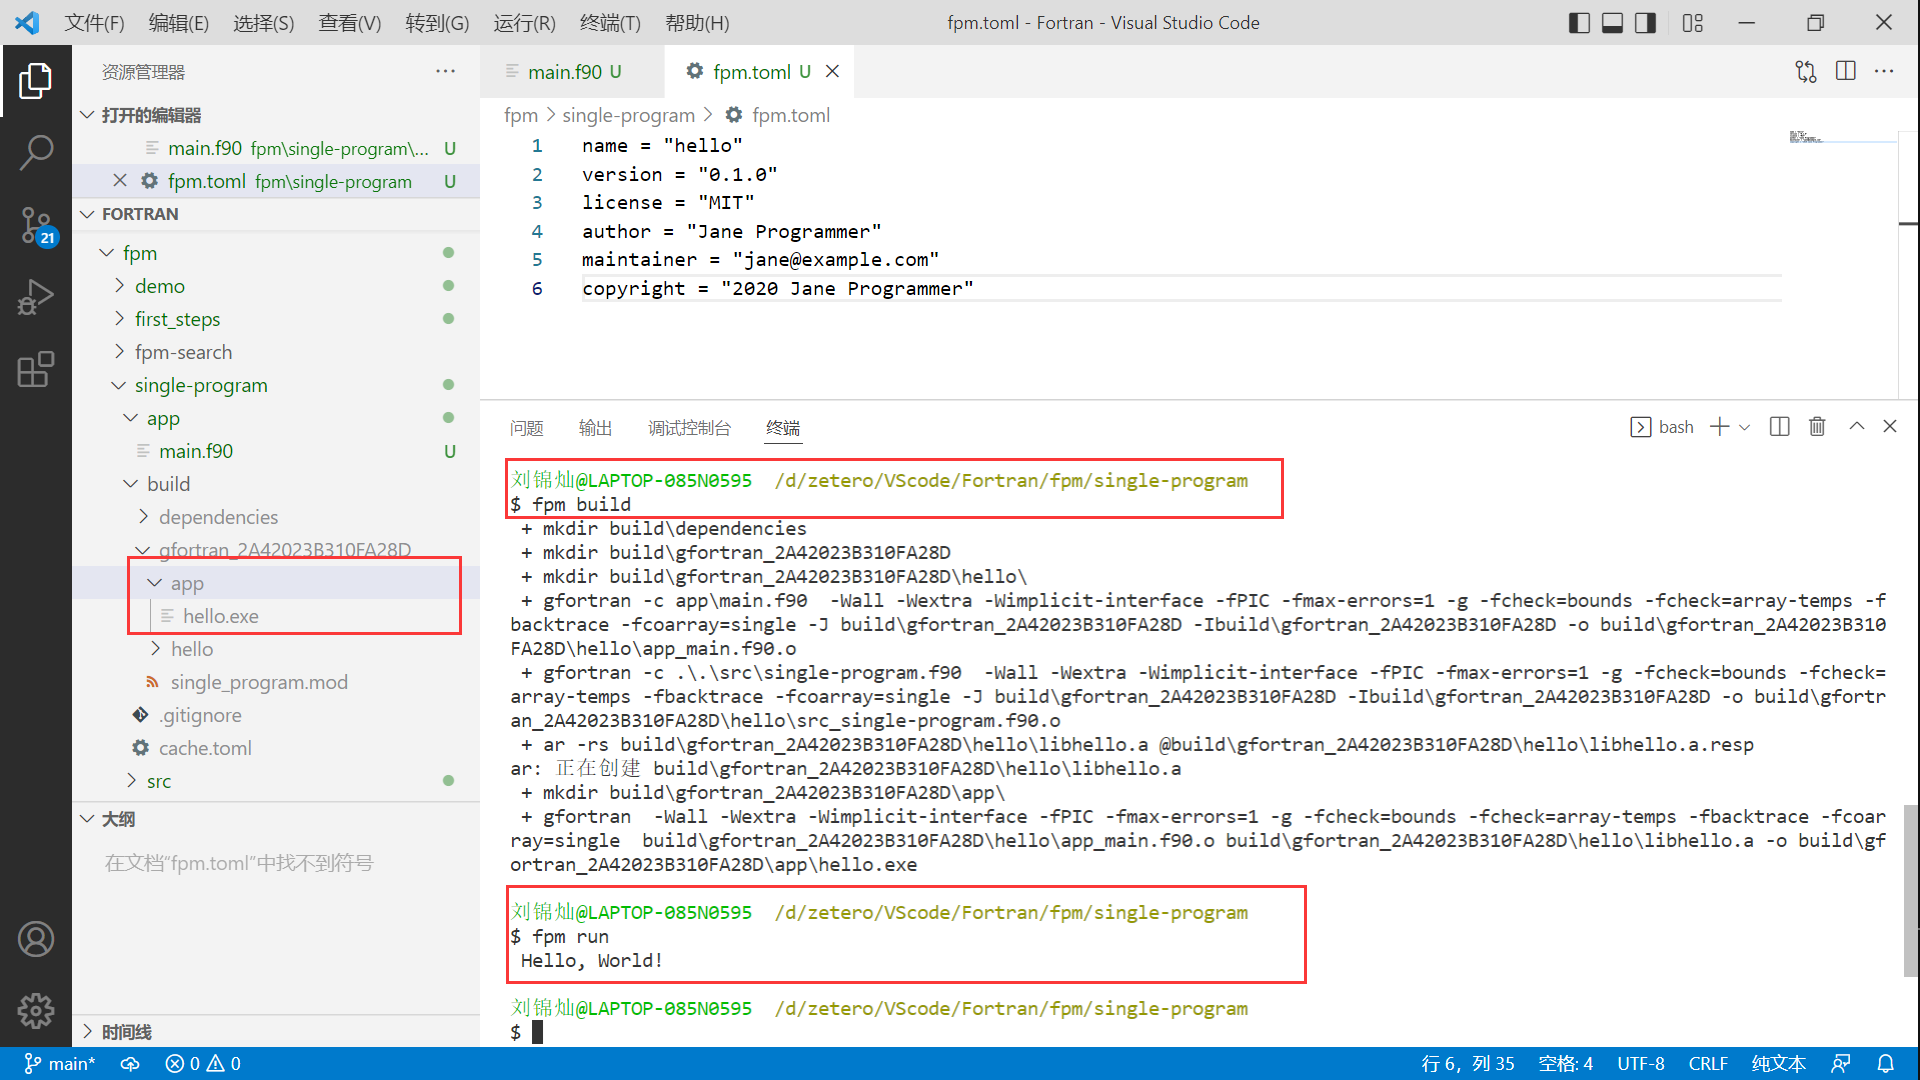 文件(F) 编辑(E) 选择(S) 查看(V) 转到(G) 运行(R) 终端(T) 帮助(H) fpm.toml - Fortran - Visual Studio Code
资源管理器
打开的编辑器
main.f90 fpm\single-program\... U
fpm.toml fpm\single-program U
FORTRAN
21
fpm
demo
first_steps
fpm-search
single-program
app
main.f90 U
build
dependencies
gfortran_2A42023B310FA28D
app
hello.exe
hello
single_program.mod
.gitignore
cache.toml
src
大纲
在文档“fpm.toml”中找不到符号
时间线
main.f90 U fpm.toml U
fpm > single-program > fpm.toml
1 name = "hello"
2 version = "0.1.0"
3 license = "MIT"
4 author = "Jane Programmer"
5 maintainer = "jane@example.com"
6 copyright = "2020 Jane Programmer"
问题 输出 调试控制台 终端 bash
刘锦灿@LAPTOP-085N0595 /d/zetero/VScode/Fortran/fpm/single-program
$ fpm build
+ mkdir build\dependencies
+ mkdir build\gfortran_2A42023B310FA28D
+ mkdir build\gfortran_2A42023B310FA28D\hello\
+ gfortran -c app\main.f90 -Wall -Wextra -Wimplicit-interface -fPIC -fmax-errors=1 -g -fcheck=bounds -fcheck=array-temps -f
backtrace -fcoarray=single -J build\gfortran_2A42023B310FA28D -Ibuild\gfortran_2A42023B310FA28D -o build\gfortran_2A42023B310
FA28D\hello\app_main.f90.o
+ gfortran -c .\.\src\single-program.f90 -Wall -Wextra -Wimplicit-interface -fPIC -fmax-errors=1 -g -fcheck=bounds -fcheck=
array-temps -fbacktrace -fcoarray=single -J build\gfortran_2A42023B310FA28D -Ibuild\gfortran_2A42023B310FA28D -o build\gfortr
an_2A42023B310FA28D\hello\src_single-program.f90.o
+ ar -rs build\gfortran_2A42023B310FA28D\hello\libhello.a @build\gfortran_2A42023B310FA28D\hello\libhello.a.resp
ar: 正在创建 build\gfortran_2A42023B310FA28D\hello\libhello.a
+ mkdir build\gfortran_2A42023B310FA28D\app\
+ gfortran -Wall -Wextra -Wimplicit-interface -fPIC -fmax-errors=1 -g -fcheck=bounds -fcheck=array-temps -fbacktrace -fcoar
ray=single build\gfortran_2A42023B310FA28D\hello\app_main.f90.o build\gfortran_2A42023B310FA28D\hello\libhello.a -o build\gf
ortran_2A42023B310FA28D\app\hello.exe
刘锦灿@LAPTOP-085N0595 /d/zetero/VScode/Fortran/fpm/single-program
$ fpm run
Hello, World!
刘锦灿@LAPTOP-085N0595 /d/zetero/VScode/Fortran/fpm/single-program
$
main* 0 0 行 6，列 35 空格: 4 UTF-8 CRLF 纯文本